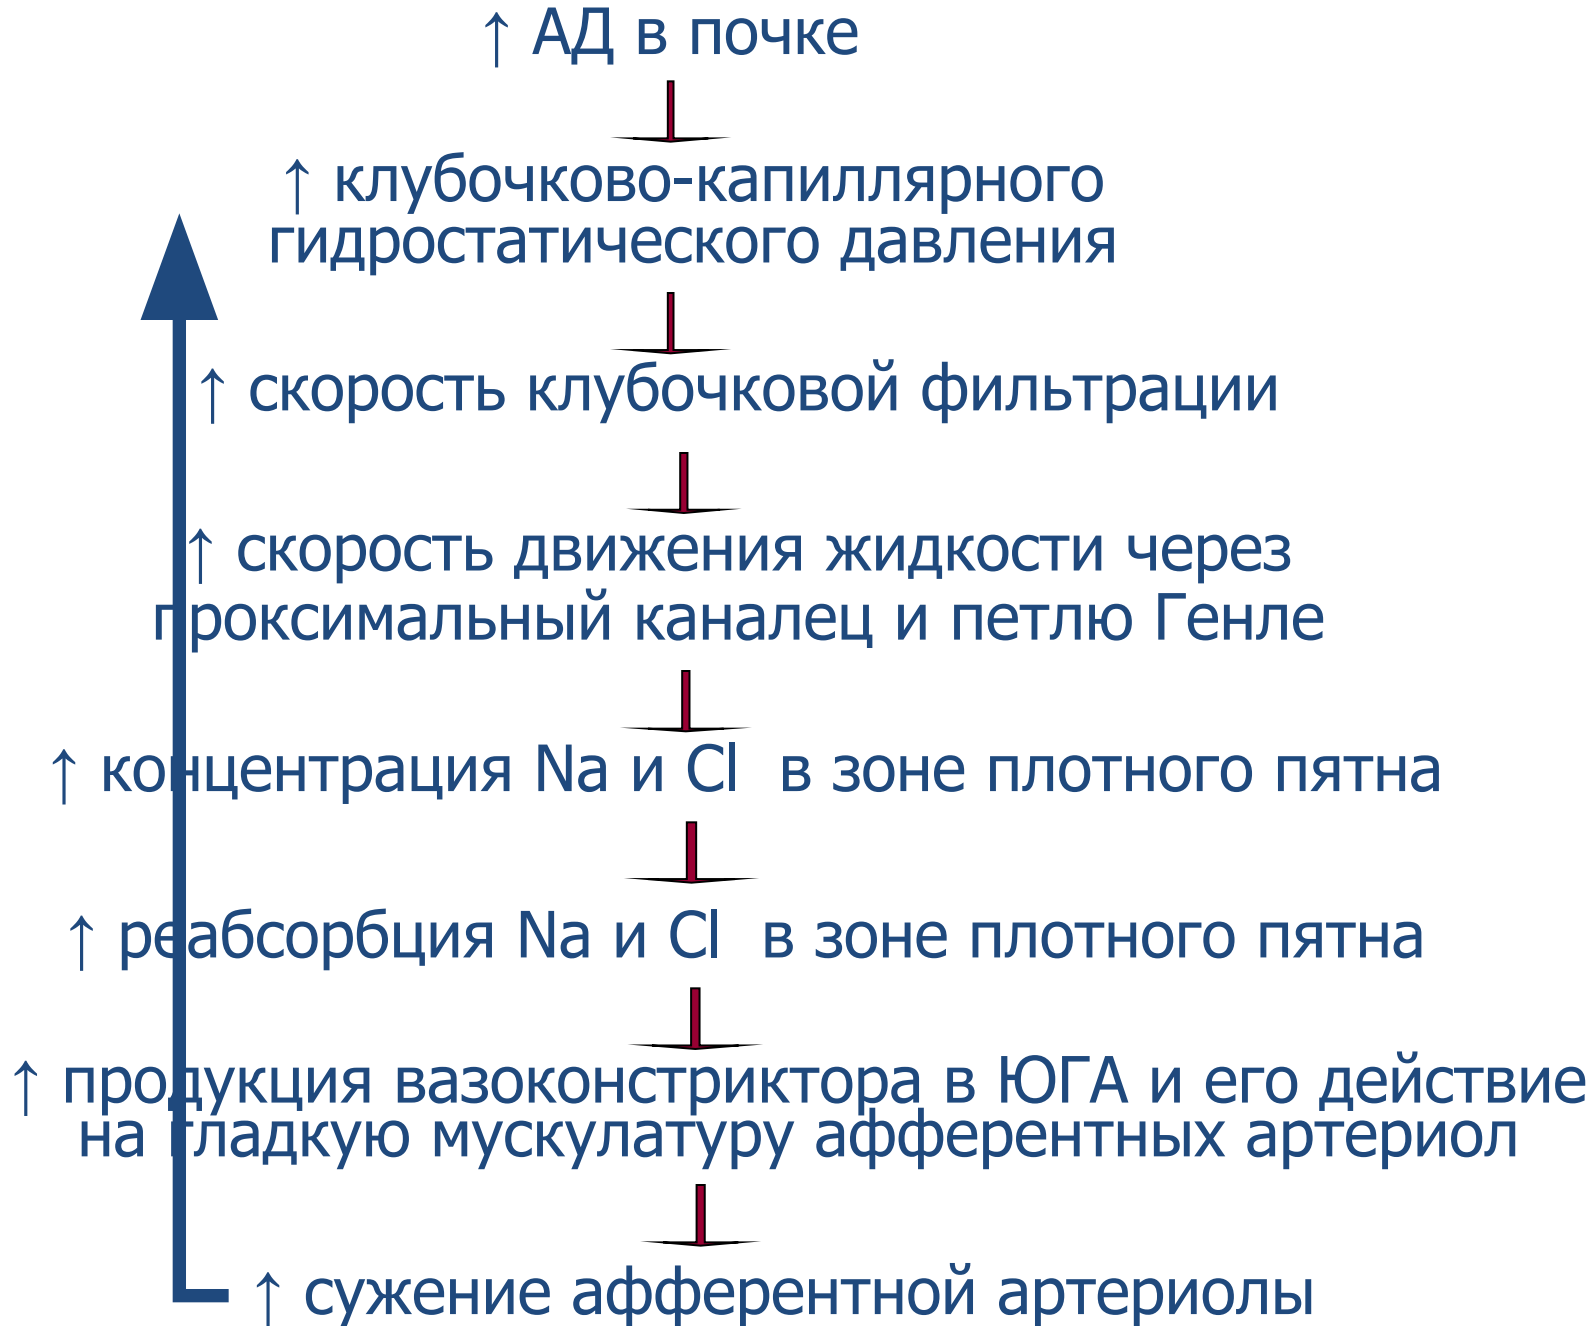 ↑ АД в почке
↑ клубочково-капиллярного
гидростатического давления
↑ скорость клубочковой фильтрации
↑ скорость движения жидкости через
проксимальный каналец и петлю Генле
↑ концентрация Na и Cl в зоне плотного пятна
↑ реабсорбция Na и Cl в зоне плотного пятна
↑ продукция вазоконстриктора в ЮГА и его действие
на гладкую мускулатуру афферентных артериол
↑ сужение афферентной артериолы